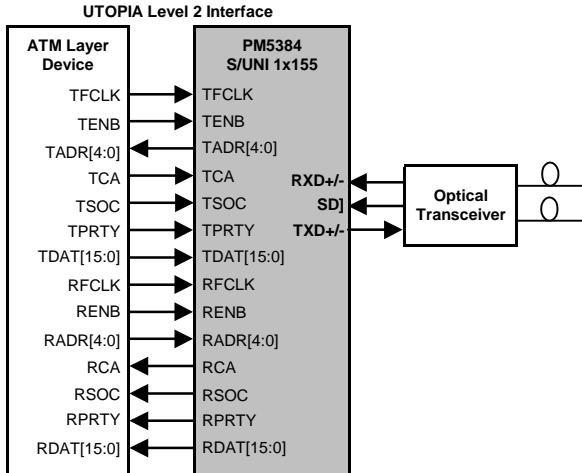 UTOPIA Level 2 Interface
ATM Layer
Device
TFCLK
TENB
TADR[4:0]
TCA
TSOC
TPRTY
TDAT[15:0]
RFCLK
RENB
RADR[4:0]
RCA
RSOC
RPRTY
RDAT[15:0]
PM5384
S/UNI 1x155
TFCLK
TENB
TADR[4:0]
TCA
TSOC
TPRTY
TDAT[15:0]
RFCLK
RENB
RADR[4:0]
RCA
RSOC
RPRTY
RDAT[15:0]
RXD+/-
SD]
TXD+/-
Optical
Transceiver